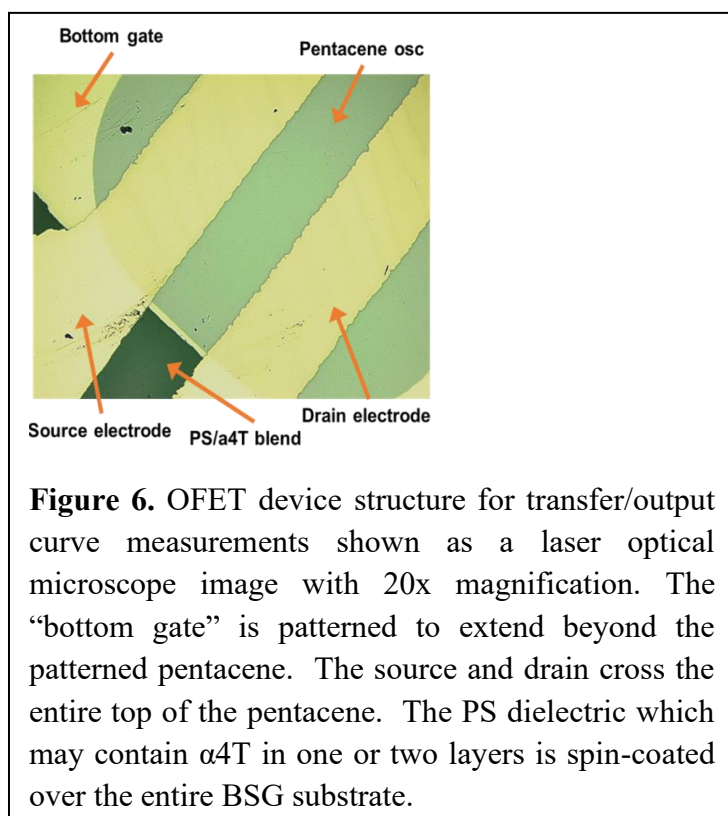 Bottom gate
Pentacene osc
Source electrode
PS/a4T blend
Drain electrode
Figure 6. OFET device structure for transfer/output
curve measurements shown as a laser optical
microscope image with 20x magnification. The
“bottom gate” is patterned to extend beyond the
patterned pentacene. The source and drain cross the
entire top of the pentacene. The PS dielectric which
may contain α4T in one or two layers is spin-coated
over the entire BSG substrate.